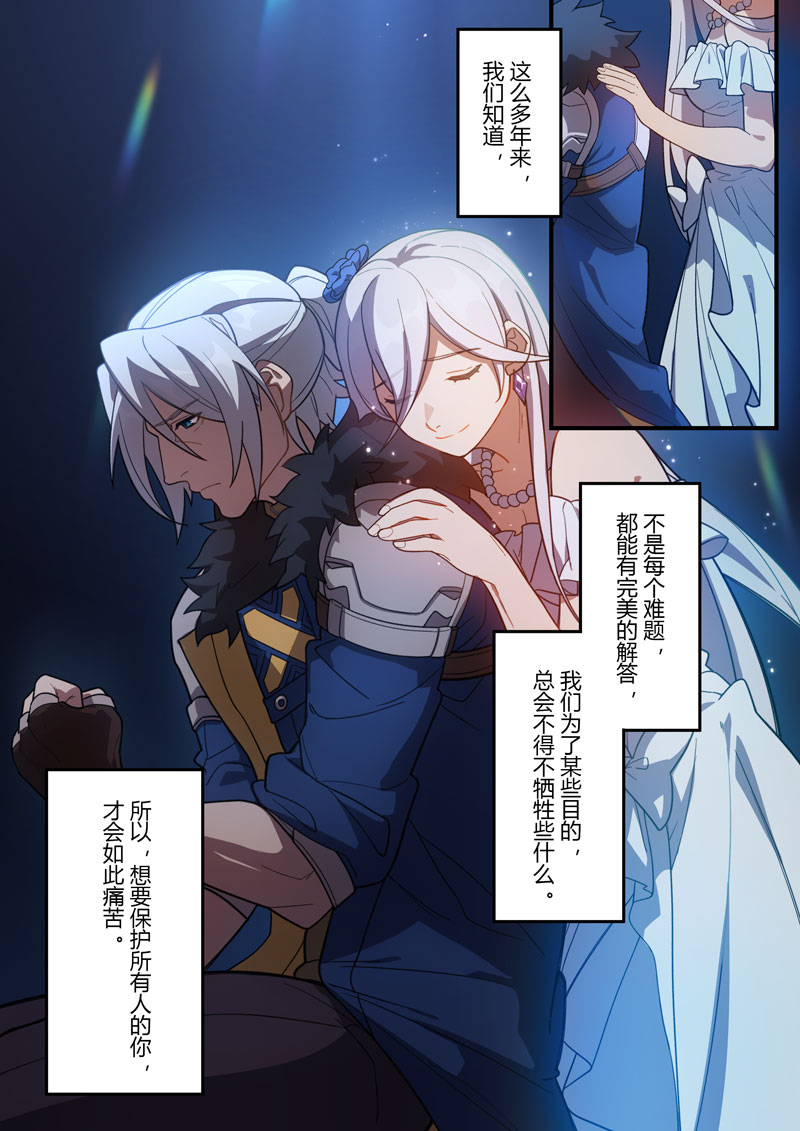 这么多年来，
我们知道，
不是每个难题，
都能有完美的解答，
我们为了某些目的，
总会不得不牺牲些什么。
所以，想要保护所有人的你，
才会如此痛苦。